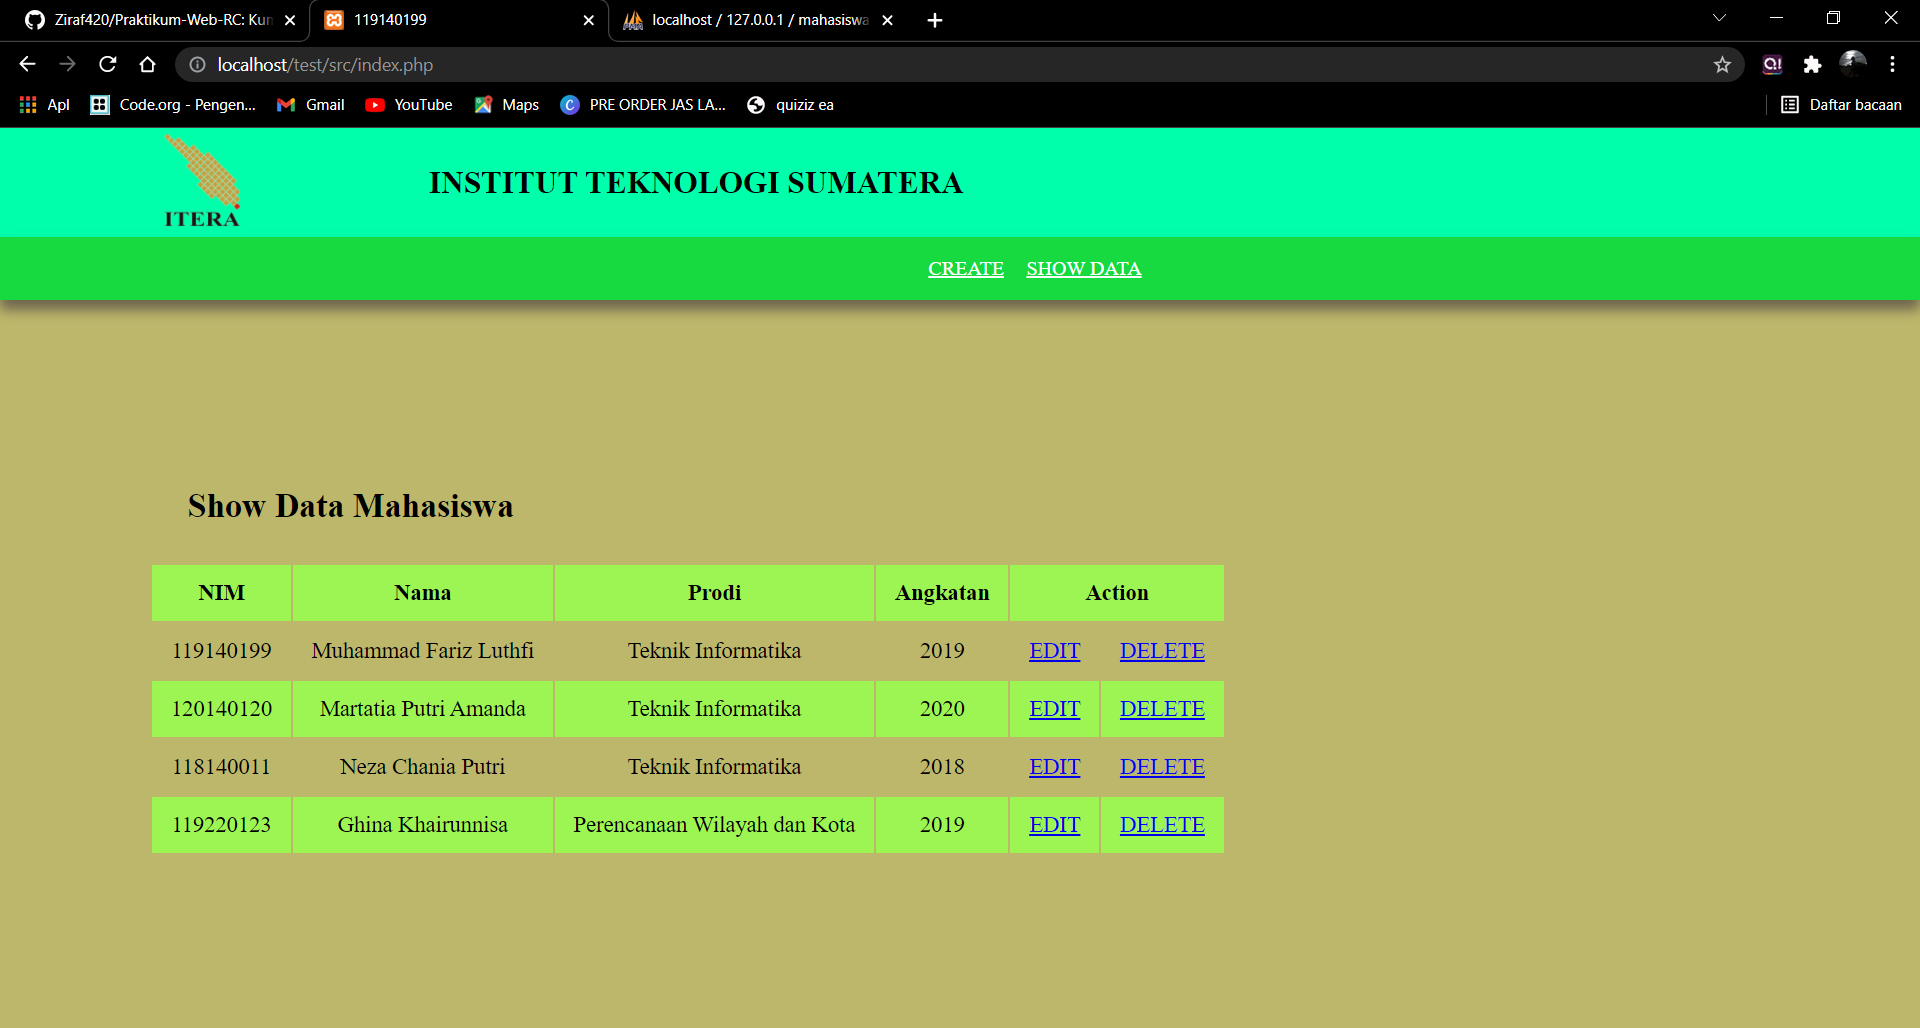 Ziraf420/Praktikum-Web-RC: Kun
119140199
localhost / 127.0.0.1 / mahasiswa
localhost/test/src/index.php
Apl
Code.org - Pengen...
Gmail
YouTube
Maps
PRE ORDER JAS LA...
quiziz ea
Daftar bacaan
ITERA
INSTITUT TEKNOLOGI SUMATERA
CREATE SHOW DATA
Show Data Mahasiswa
NIM Nama Prodi Angkatan Action
119140199 Muhammad Fariz Luthfi Teknik Informatika 2019 EDIT DELETE
120140120 Martatia Putri Amanda Teknik Informatika 2020 EDIT DELETE
118140011 Neza Chania Putri Teknik Informatika 2018 EDIT DELETE
119220123 Ghina Khairunnisa Perencanaan Wilayah dan Kota 2019 EDIT DELETE